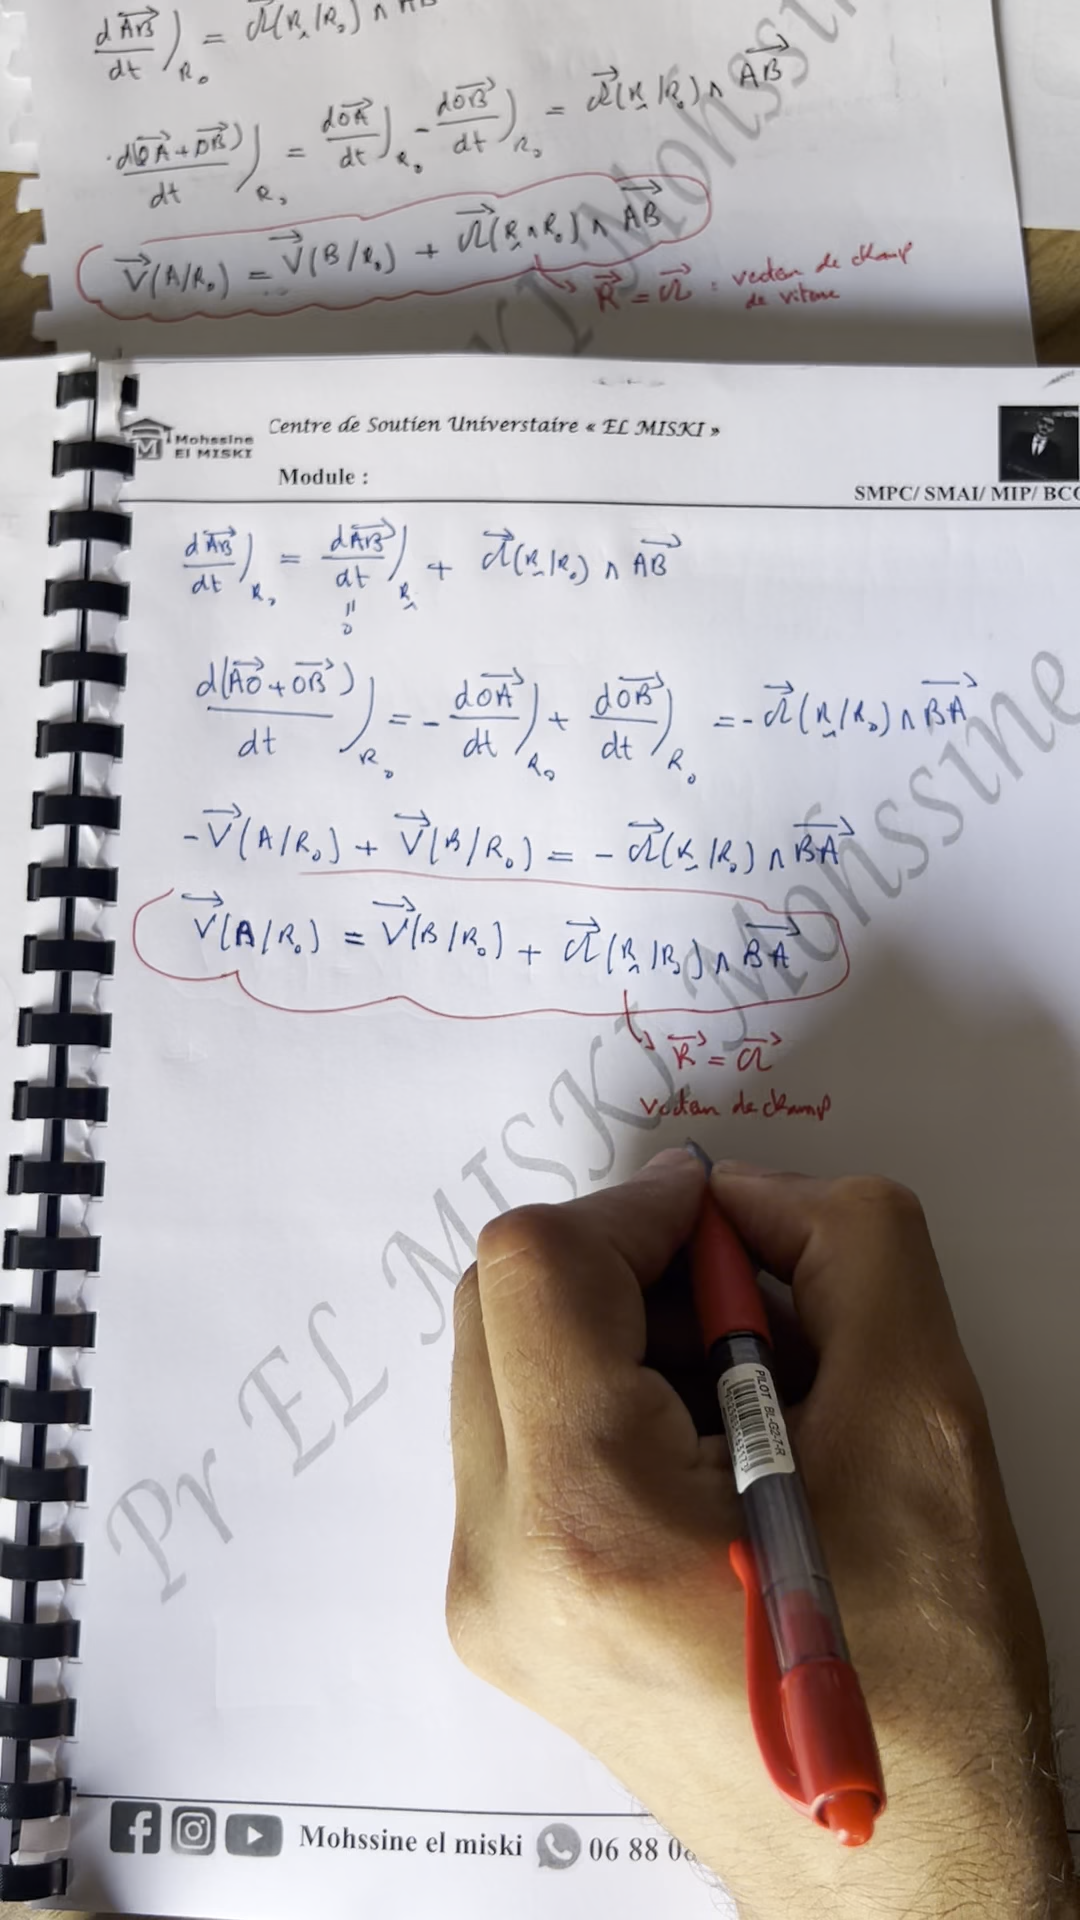 dAB/dt)R₀ = Ω(R₁/R₀) ∧ AB
d(OA+OB)/dt)R₀ = dOA/dt)R₀ - dOB/dt)R₀ = Ω(R₁/R₀) ∧ AB
V(A/R₀) = V(B/R₀) + Ω(R₁∧R₀) ∧ AB
R = Ω : vecteur de champ
de vitesse
Mohssine
El MISKI
Centre de Soutien Universtaire « EL MISKI »
Module :
SMPC/ SMAI/ MIP/ BCG
dAB/dt)R₀ = dAB/dt)R₁ + Ω(R₁/R₀) ∧ AB
=0
d(AO+OB)/dt)R₀ = - dOA/dt)R₀ + dOB/dt)R₀ = - Ω(R₁/R₀) ∧ BA
-V(A/R₀) + V(B/R₀) = - Ω(R₁/R₀) ∧ BA
V(A/R₀) = V(B/R₀) + Ω(R₁/R₀) ∧ BA
R = Ω
vecteur de champ
Pr EL MISKI Mohssine
PILOT BL-G2-7-R
Mohssine el miski 06 88 0